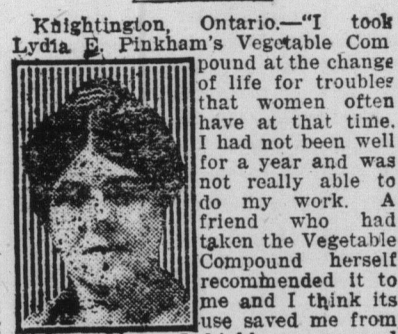 Knightington, Ontario.—"I took
Lydia E. Pinkham's Vegetable Com
pound at the change
of life for troubles
that women often
have at that time.
I had not been well
for a year and was
not really able to
do my work. A
friend who had
taken the Vegetable
Compound herself
recommended it to
me and I think its
use saved me from